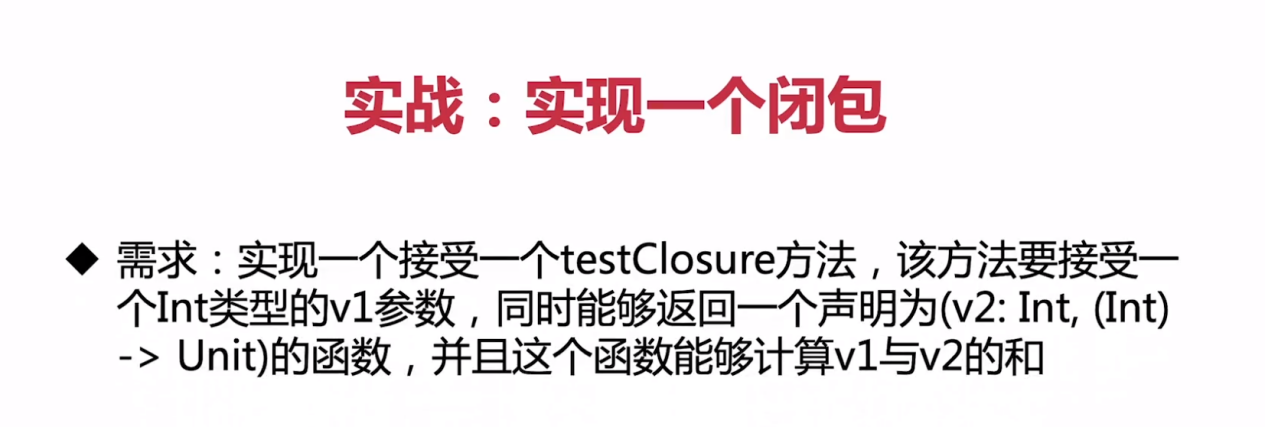 实战：实现一个闭包
◆ 需求：实现一个接受一个testClosure方法，该方法要接受一
个Int类型的v1参数，同时能够返回一个声明为(v2: Int, (Int)
-> Unit)的函数，并且这个函数能够计算v1与v2的和